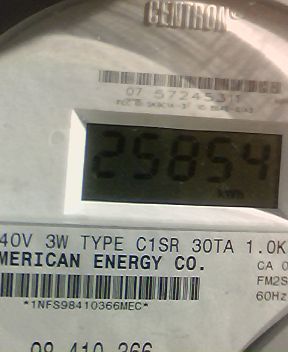 CENTRON®
07 57245311
25854
kWh
40V 3W TYPE C1SR 30TA 1.0K
MERICAN ENERGY CO.
CA 0
FM2S
60Hz
*1NFS98410366MEC*
98 410 366